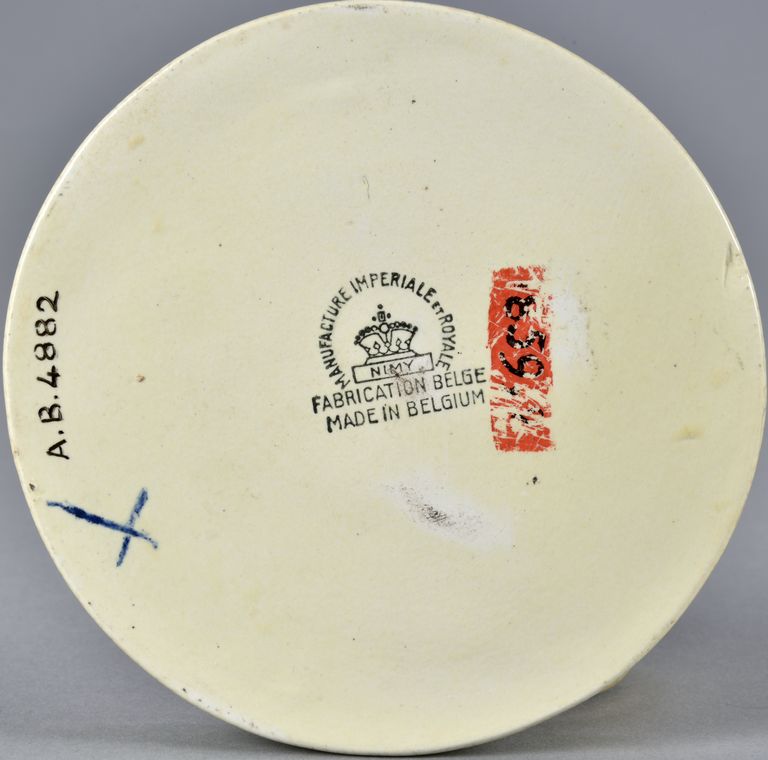 MANUFACTURE IMPERIALE ET ROYALE
NIMY
FABRICATION BELGE
MADE IN BELGIUM
A.B.4882